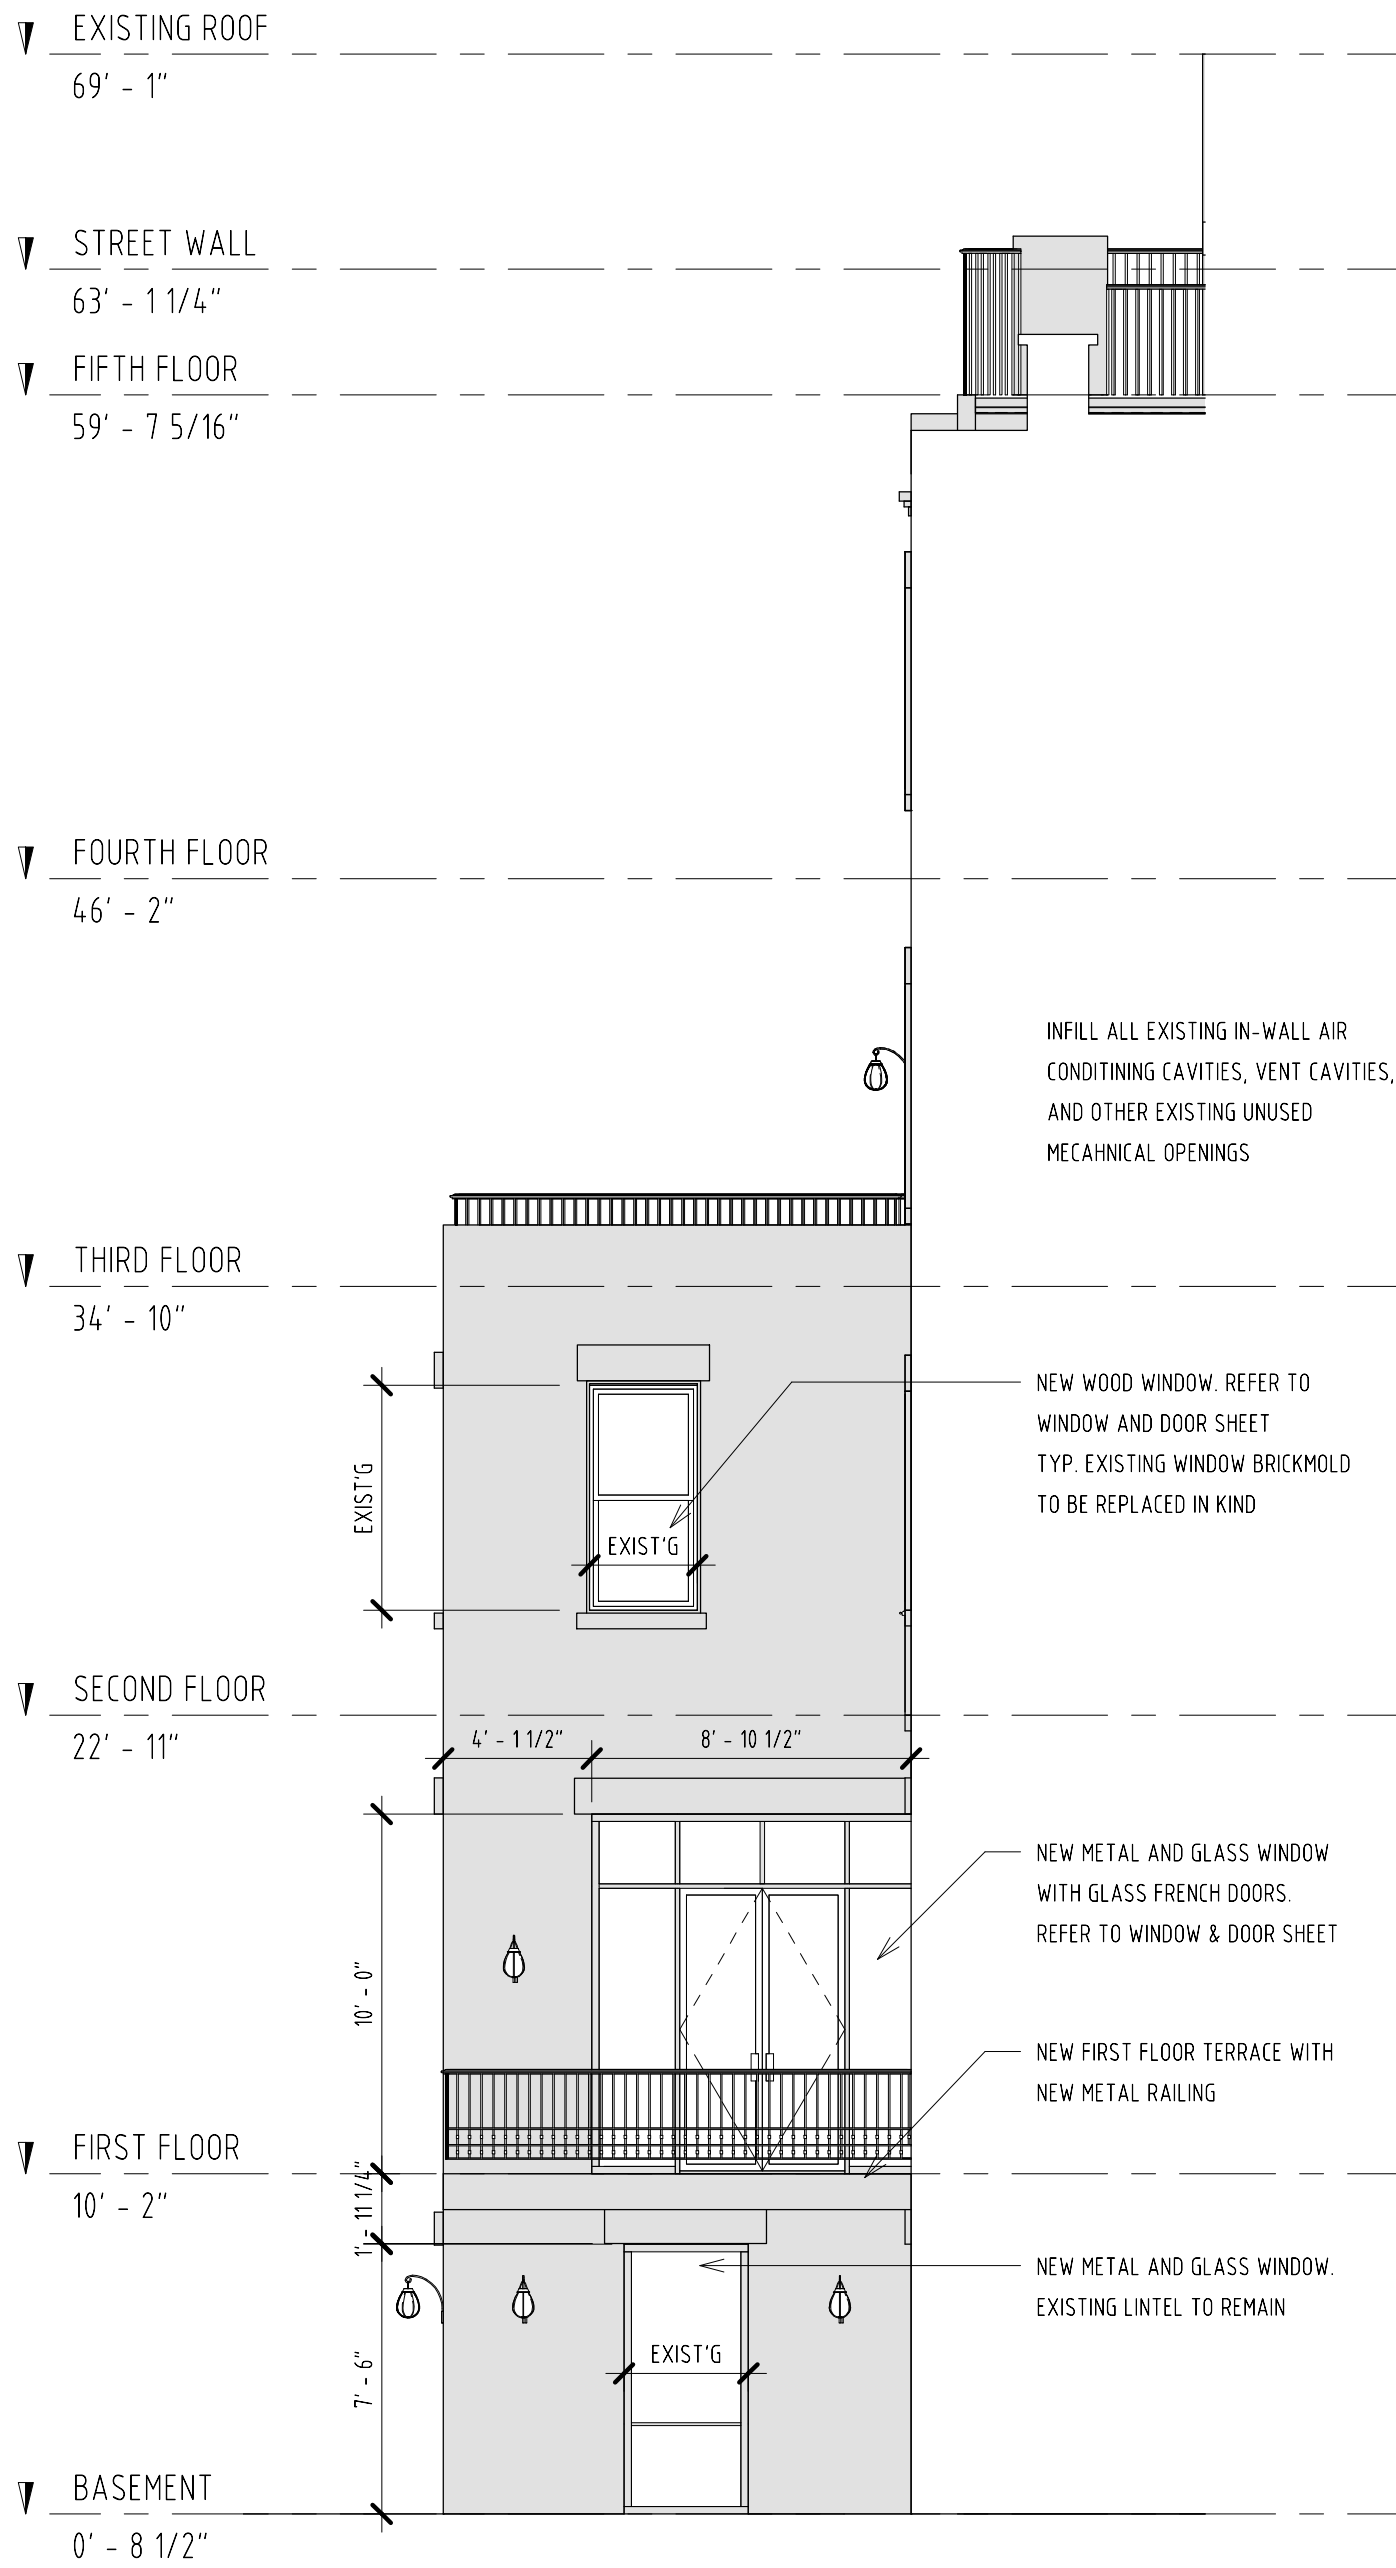 EXISTING ROOF
69' - 1"
STREET WALL
63' - 1 1/4"
FIFTH FLOOR
59' - 7 5/16"
FOURTH FLOOR
46' - 2"
INFILL ALL EXISTING IN-WALL AIR
CONDITINING CAVITIES, VENT CAVITIES,
AND OTHER EXISTING UNUSED
MECAHNICAL OPENINGS
THIRD FLOOR
34' - 10"
NEW WOOD WINDOW. REFER TO
WINDOW AND DOOR SHEET
TYP. EXISTING WINDOW BRICKMOLD
TO BE REPLACED IN KIND
EXIST'G
EXIST'G
SECOND FLOOR
22' - 11"
4' - 1 1/2"
8' - 10 1/2"
NEW METAL AND GLASS WINDOW
WITH GLASS FRENCH DOORS.
REFER TO WINDOW & DOOR SHEET
10' - 0"
NEW FIRST FLOOR TERRACE WITH
NEW METAL RAILING
FIRST FLOOR
10' - 2"
1' - 11 1/4"
NEW METAL AND GLASS WINDOW.
EXISTING LINTEL TO REMAIN
EXIST'G
7' - 6"
BASEMENT
0' - 8 1/2"